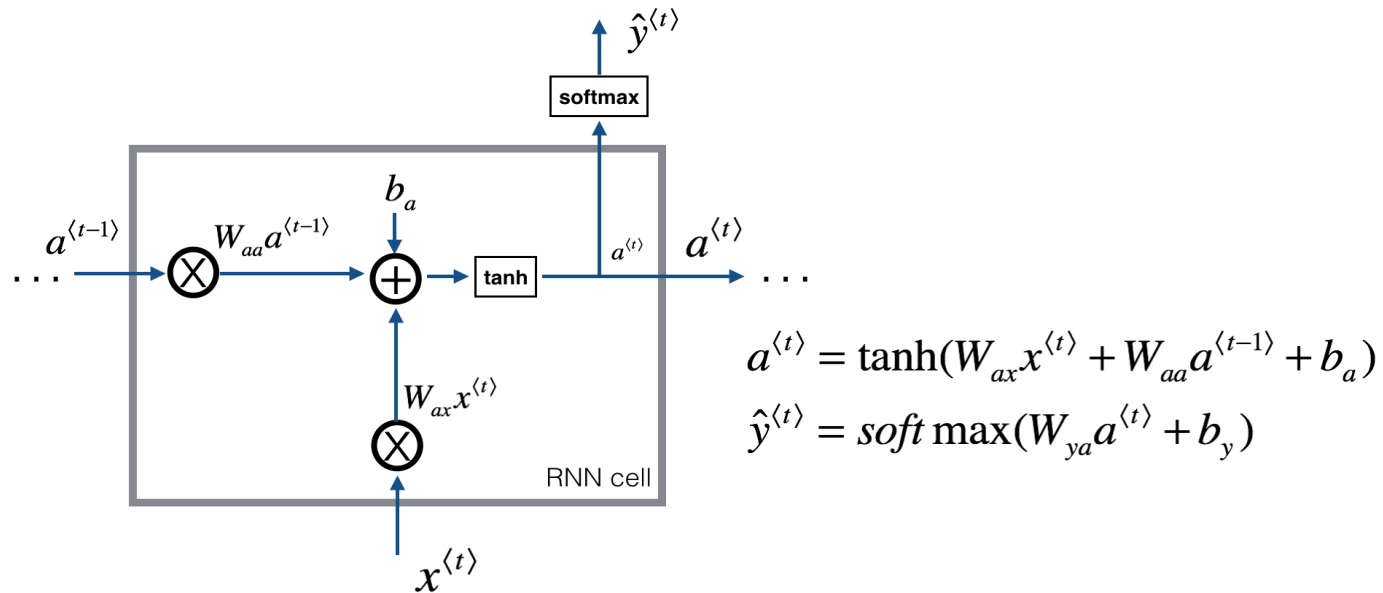 ŷ⟨t⟩
softmax
b_a
a⟨t−1⟩
W_aa a⟨t−1⟩
a⟨t⟩
a⟨t⟩
. . .
+
tanh
. . .
a⟨t⟩ = tanh(W_ax x⟨t⟩ + W_aa a⟨t−1⟩ + b_a)
W_ax x⟨t⟩
ŷ⟨t⟩ = soft max(W_ya a⟨t⟩ + b_y)
RNN cell
x⟨t⟩